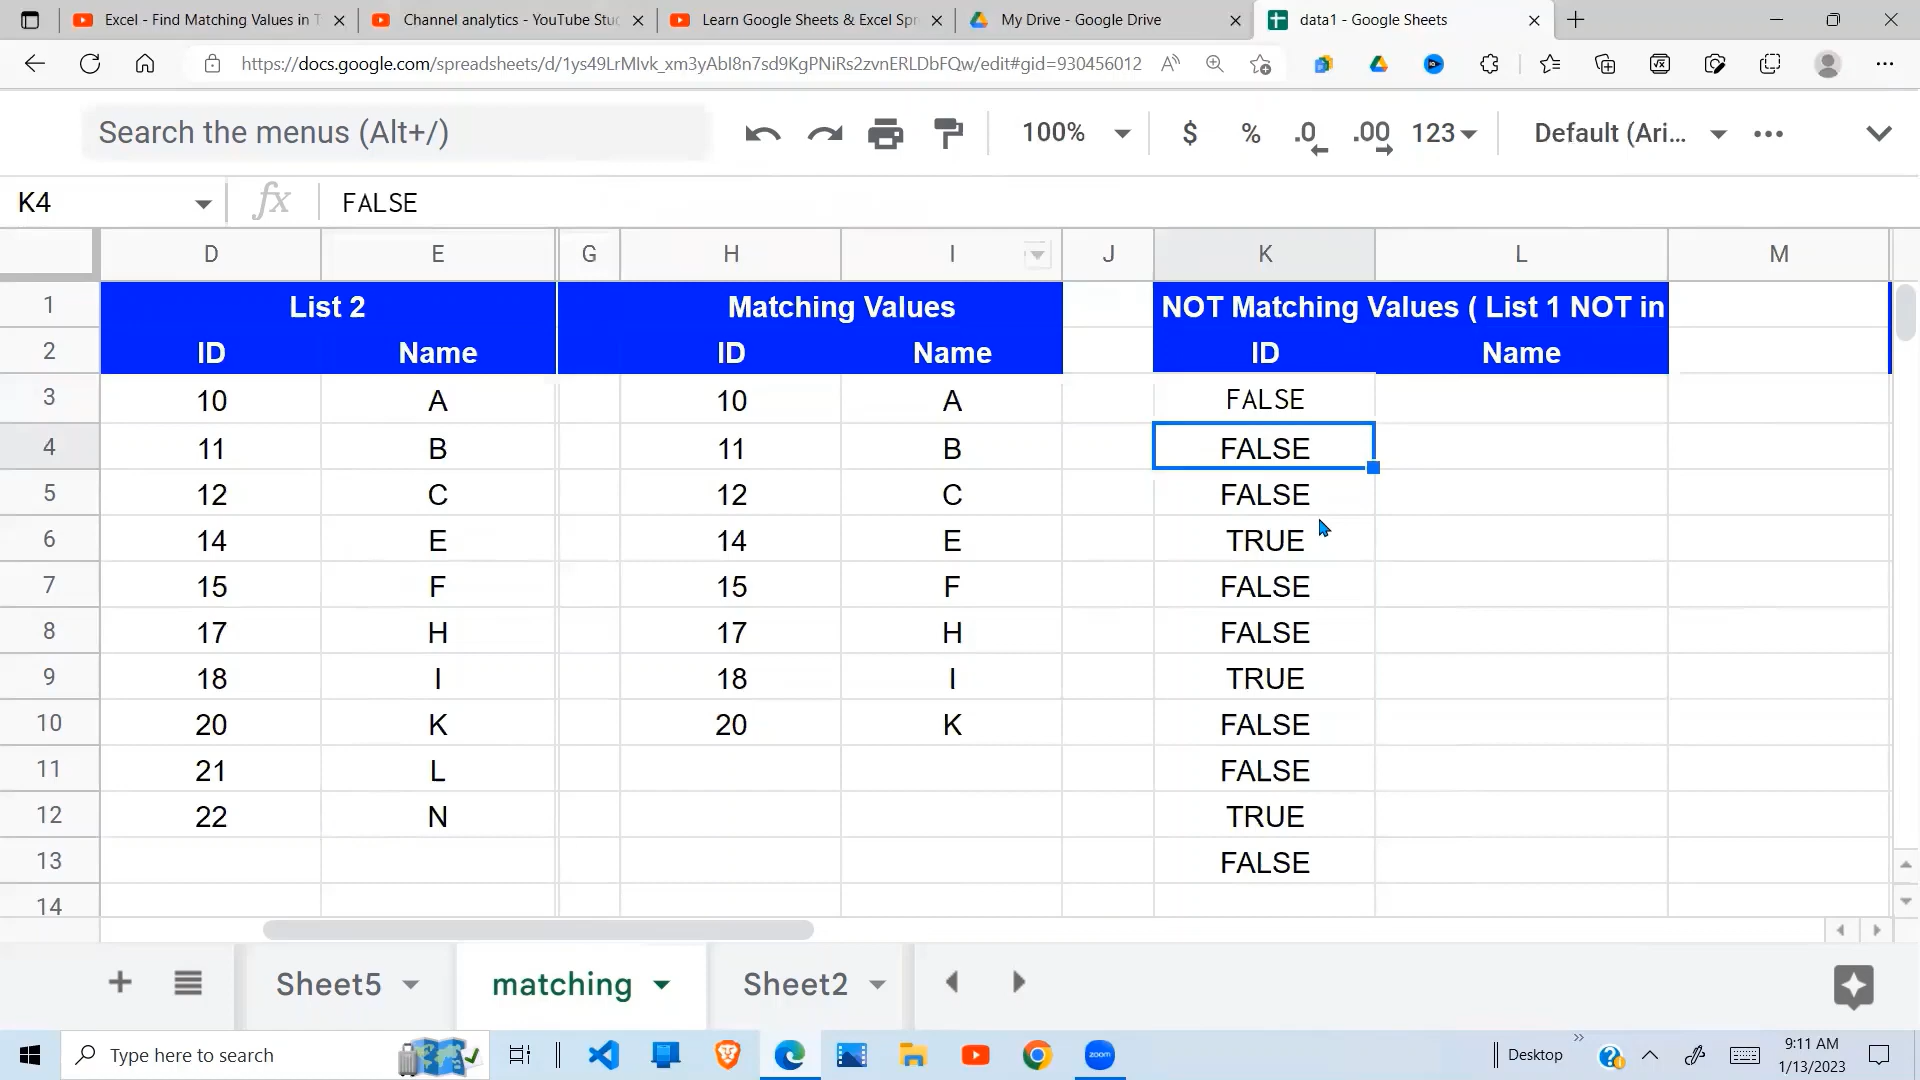 Excel - Find Matching Values in T
Channel analytics - YouTube Stu
Learn Google Sheets & Excel Spr
My Drive - Google Drive
data1 - Google Sheets
https://docs.google.com/spreadsheets/d/1ys49LrMIvk_xm3yAbI8n7sd9KgPNiRs2zvnERLDbFQw/edit#gid=930456012
Search the menus (Alt+/)
100%
$ % .0 .00 123
Default (Ari...
K4 fx FALSE
D E G H I J K L M
1 List 2 Matching Values NOT Matching Values ( List 1 NOT in
2 ID Name ID Name ID Name
3 10 A 10 A FALSE
4 11 B 11 B FALSE
5 12 C 12 C FALSE
6 14 E 14 E TRUE
7 15 F 15 F FALSE
8 17 H 17 H FALSE
9 18 I 18 I TRUE
10 20 K 20 K FALSE
11 21 L FALSE
12 22 N TRUE
13 FALSE
14
Sheet5 matching Sheet2
Type here to search
zoom
Desktop
9:11 AM
1/13/2023